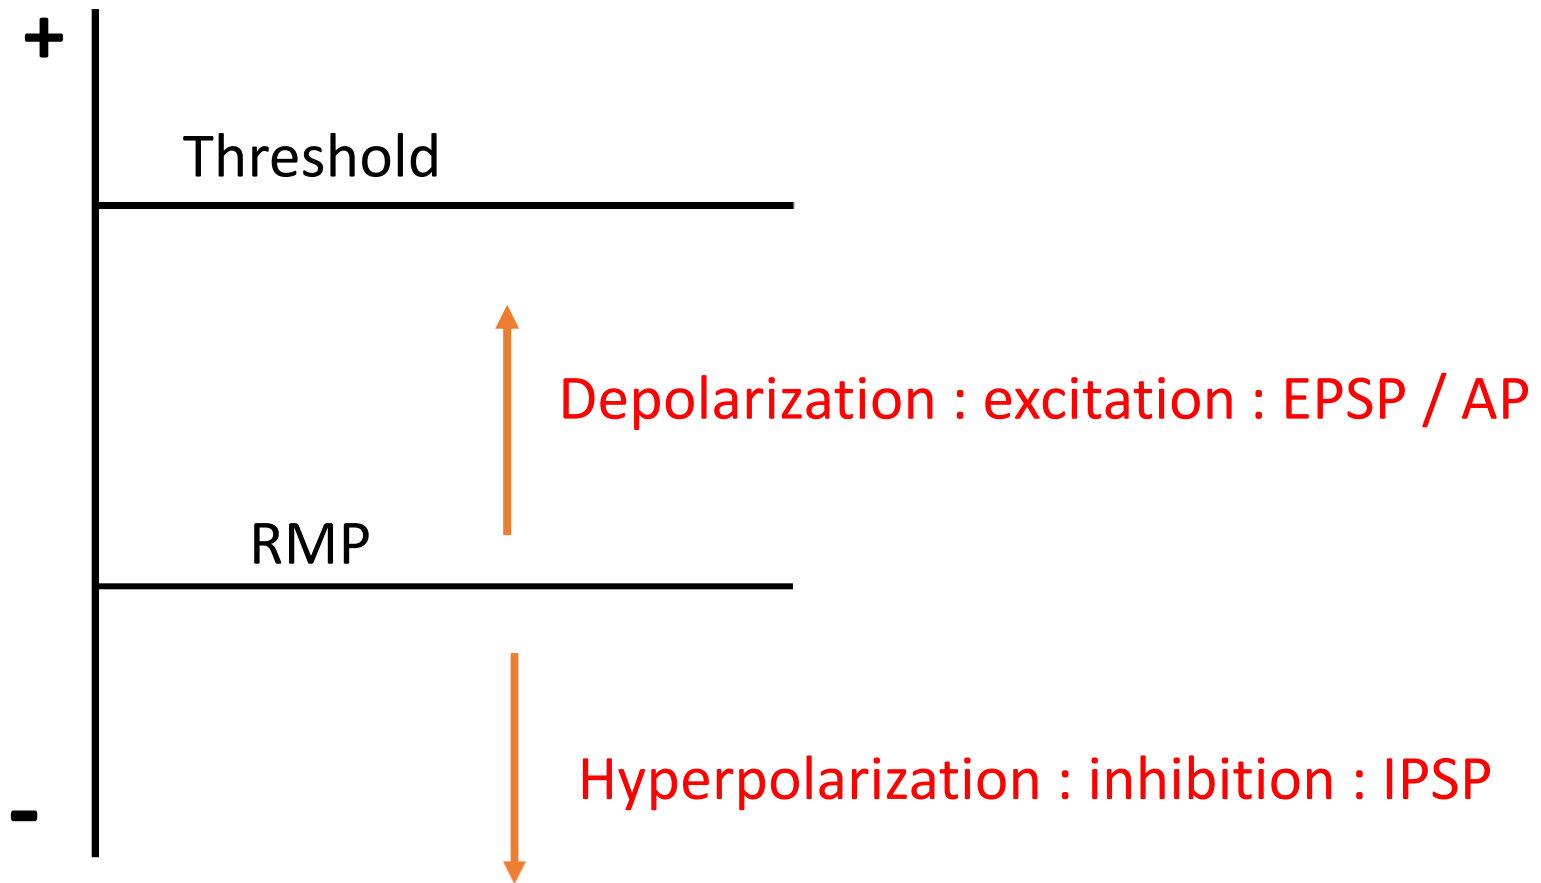 +
Threshold
Depolarization : excitation : EPSP / AP
RMP
Hyperpolarization : inhibition : IPSP
-